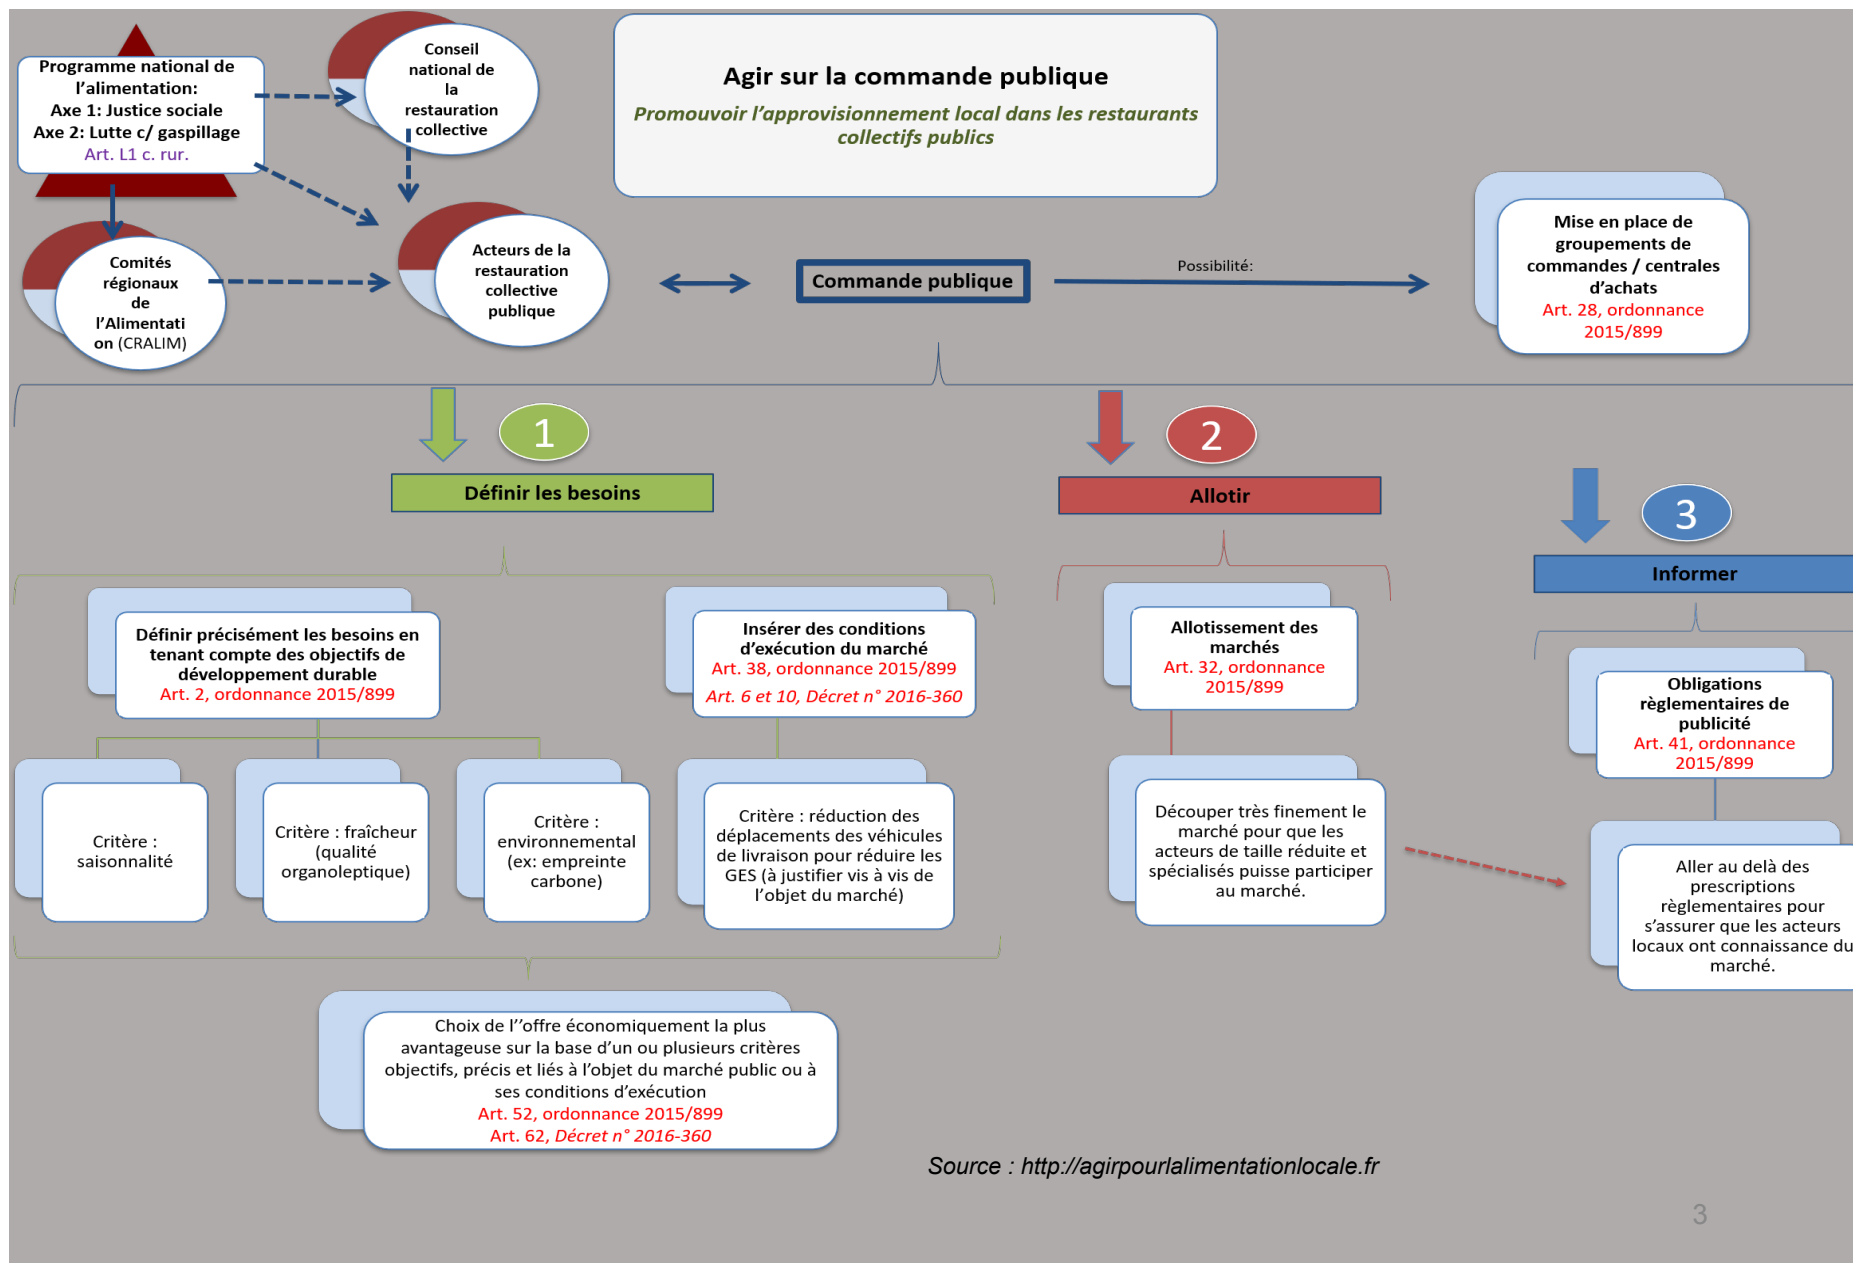 Programme national de
l’alimentation:
Axe 1: Justice sociale
Axe 2: Lutte c/ gaspillage
Art. L1 c. rur.
Conseil
national de
la
restauration
collective
Agir sur la commande publique
Promouvoir l’approvisionnement local dans les restaurants
collectifs publics
Comités
régionaux
de
l’Alimentati
on (CRALIM)
Acteurs de la
restauration
collective
publique
Commande publique
Possibilité:
Mise en place de
groupements de
commandes / centrales
d’achats
Art. 28, ordonnance
2015/899
1
Définir les besoins
2
Allotir
3
Informer
Définir précisément les besoins en
tenant compte des objectifs de
développement durable
Art. 2, ordonnance 2015/899
Insérer des conditions
d’exécution du marché
Art. 38, ordonnance 2015/899
Art. 6 et 10, Décret n° 2016-360
Allotissement des
marchés
Art. 32, ordonnance
2015/899
Obligations
règlementaires de
publicité
Art. 41, ordonnance
2015/899
Critère :
saisonnalité
Critère : fraîcheur
(qualité
organoleptique)
Critère :
environnemental
(ex: empreinte
carbone)
Critère : réduction des
déplacements des véhicules
de livraison pour réduire les
GES (à justifier vis à vis de
l’objet du marché)
Découper très finement le
marché pour que les
acteurs de taille réduite et
spécialisés puisse participer
au marché.
Aller au delà des
prescriptions
règlementaires pour
s’assurer que les acteurs
locaux ont connaissance du
marché.
Choix de l’’offre économiquement la plus
avantageuse sur la base d’un ou plusieurs critères
objectifs, précis et liés à l’objet du marché public ou à
ses conditions d’exécution
Art. 52, ordonnance 2015/899
Art. 62, Décret n° 2016-360
Source : http://agirpourlalimentationlocale.fr
3